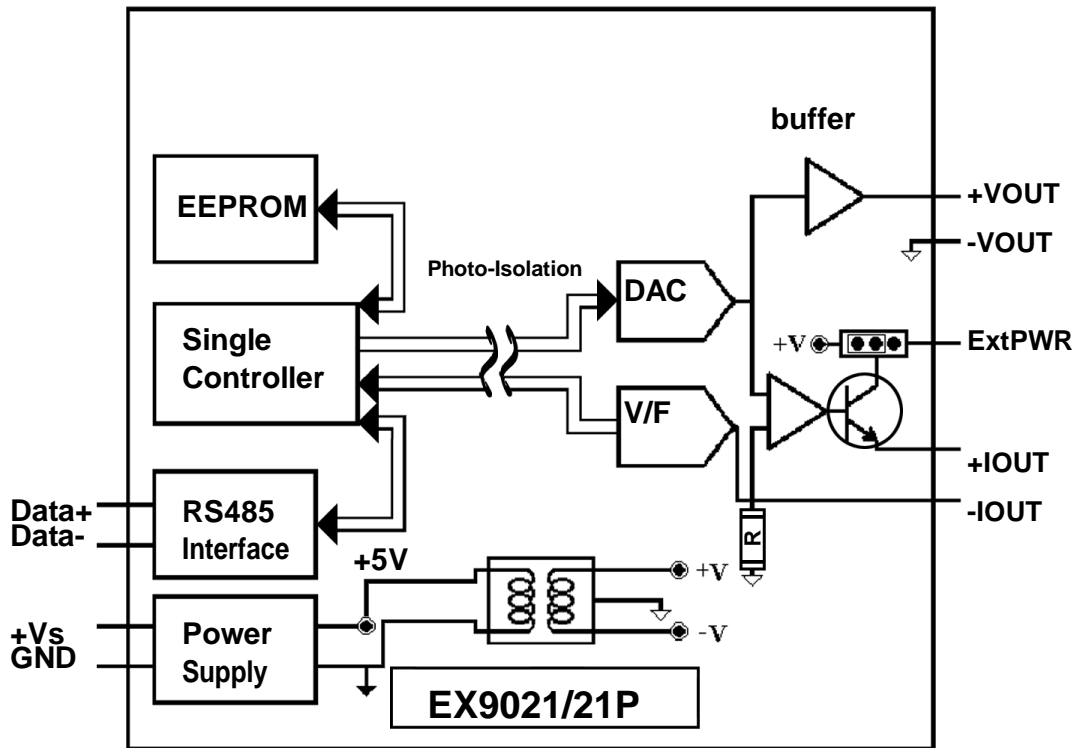 buffer
EEPROM
+VOUT
-VOUT
Photo-Isolation
DAC
Single
Controller
+V
ExtPWR
V/F
+IOUT
-IOUT
Data+
Data-
RS485
Interface
R
+5V
+V
-V
+Vs
GND
Power
Supply
EX9021/21P